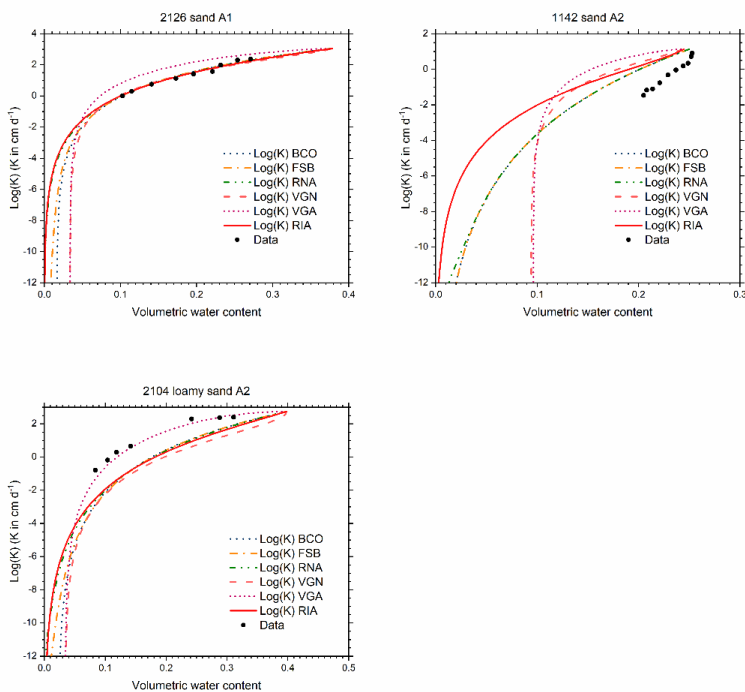 2126 sand A1
4
2
0
-2
-4
-6
-8
-10
-12
Log(K) (K in cm d⁻¹)
Log(K) BCO
Log(K) FSB
Log(K) RNA
Log(K) VGN
Log(K) VGA
Log(K) RIA
Data
0.0 0.1 0.2 0.3 0.4
Volumetric water content
1142 sand A2
2
0
-2
-4
-6
-8
-10
-12
Log(K) (K in cm d⁻¹)
Log(K) BCO
Log(K) FSB
Log(K) RNA
Log(K) VGN
Log(K) VGA
Log(K) RIA
Data
0.0 0.1 0.2 0.3
Volumetric water content
2104 loamy sand A2
2
0
-2
-4
-6
-8
-10
-12
Log(K) (K in cm d⁻¹)
Log(K) BCO
Log(K) FSB
Log(K) RNA
Log(K) VGN
Log(K) VGA
Log(K) RIA
Data
0.0 0.1 0.2 0.3 0.4 0.5
Volumetric water content